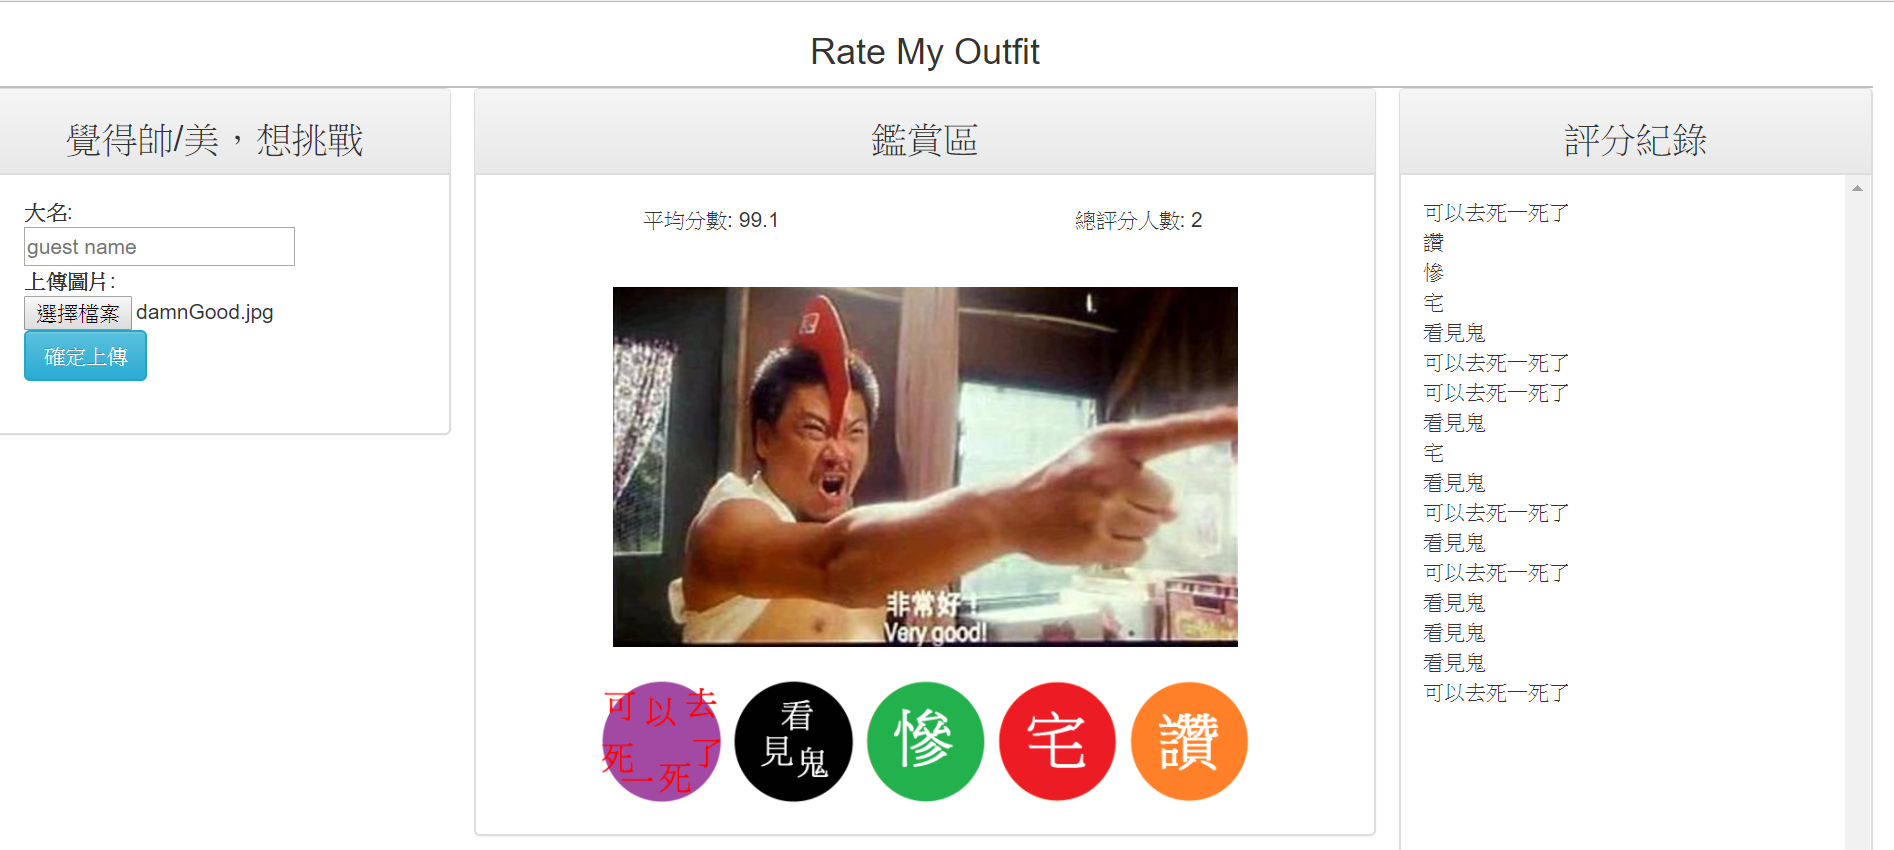 Rate My Outfit
覺得帥/美，想挑戰
大名:
guest name
上傳圖片:
選擇檔案 damnGood.jpg
確定上傳
鑑賞區
平均分數: 99.1 總評分人數: 2
非常好！
Very good!
可以去死一死了
看見鬼
慘
宅
讚
評分紀錄
可以去死一死了
讚
慘
宅
看見鬼
可以去死一死了
可以去死一死了
看見鬼
宅
看見鬼
可以去死一死了
看見鬼
可以去死一死了
看見鬼
看見鬼
看見鬼
可以去死一死了